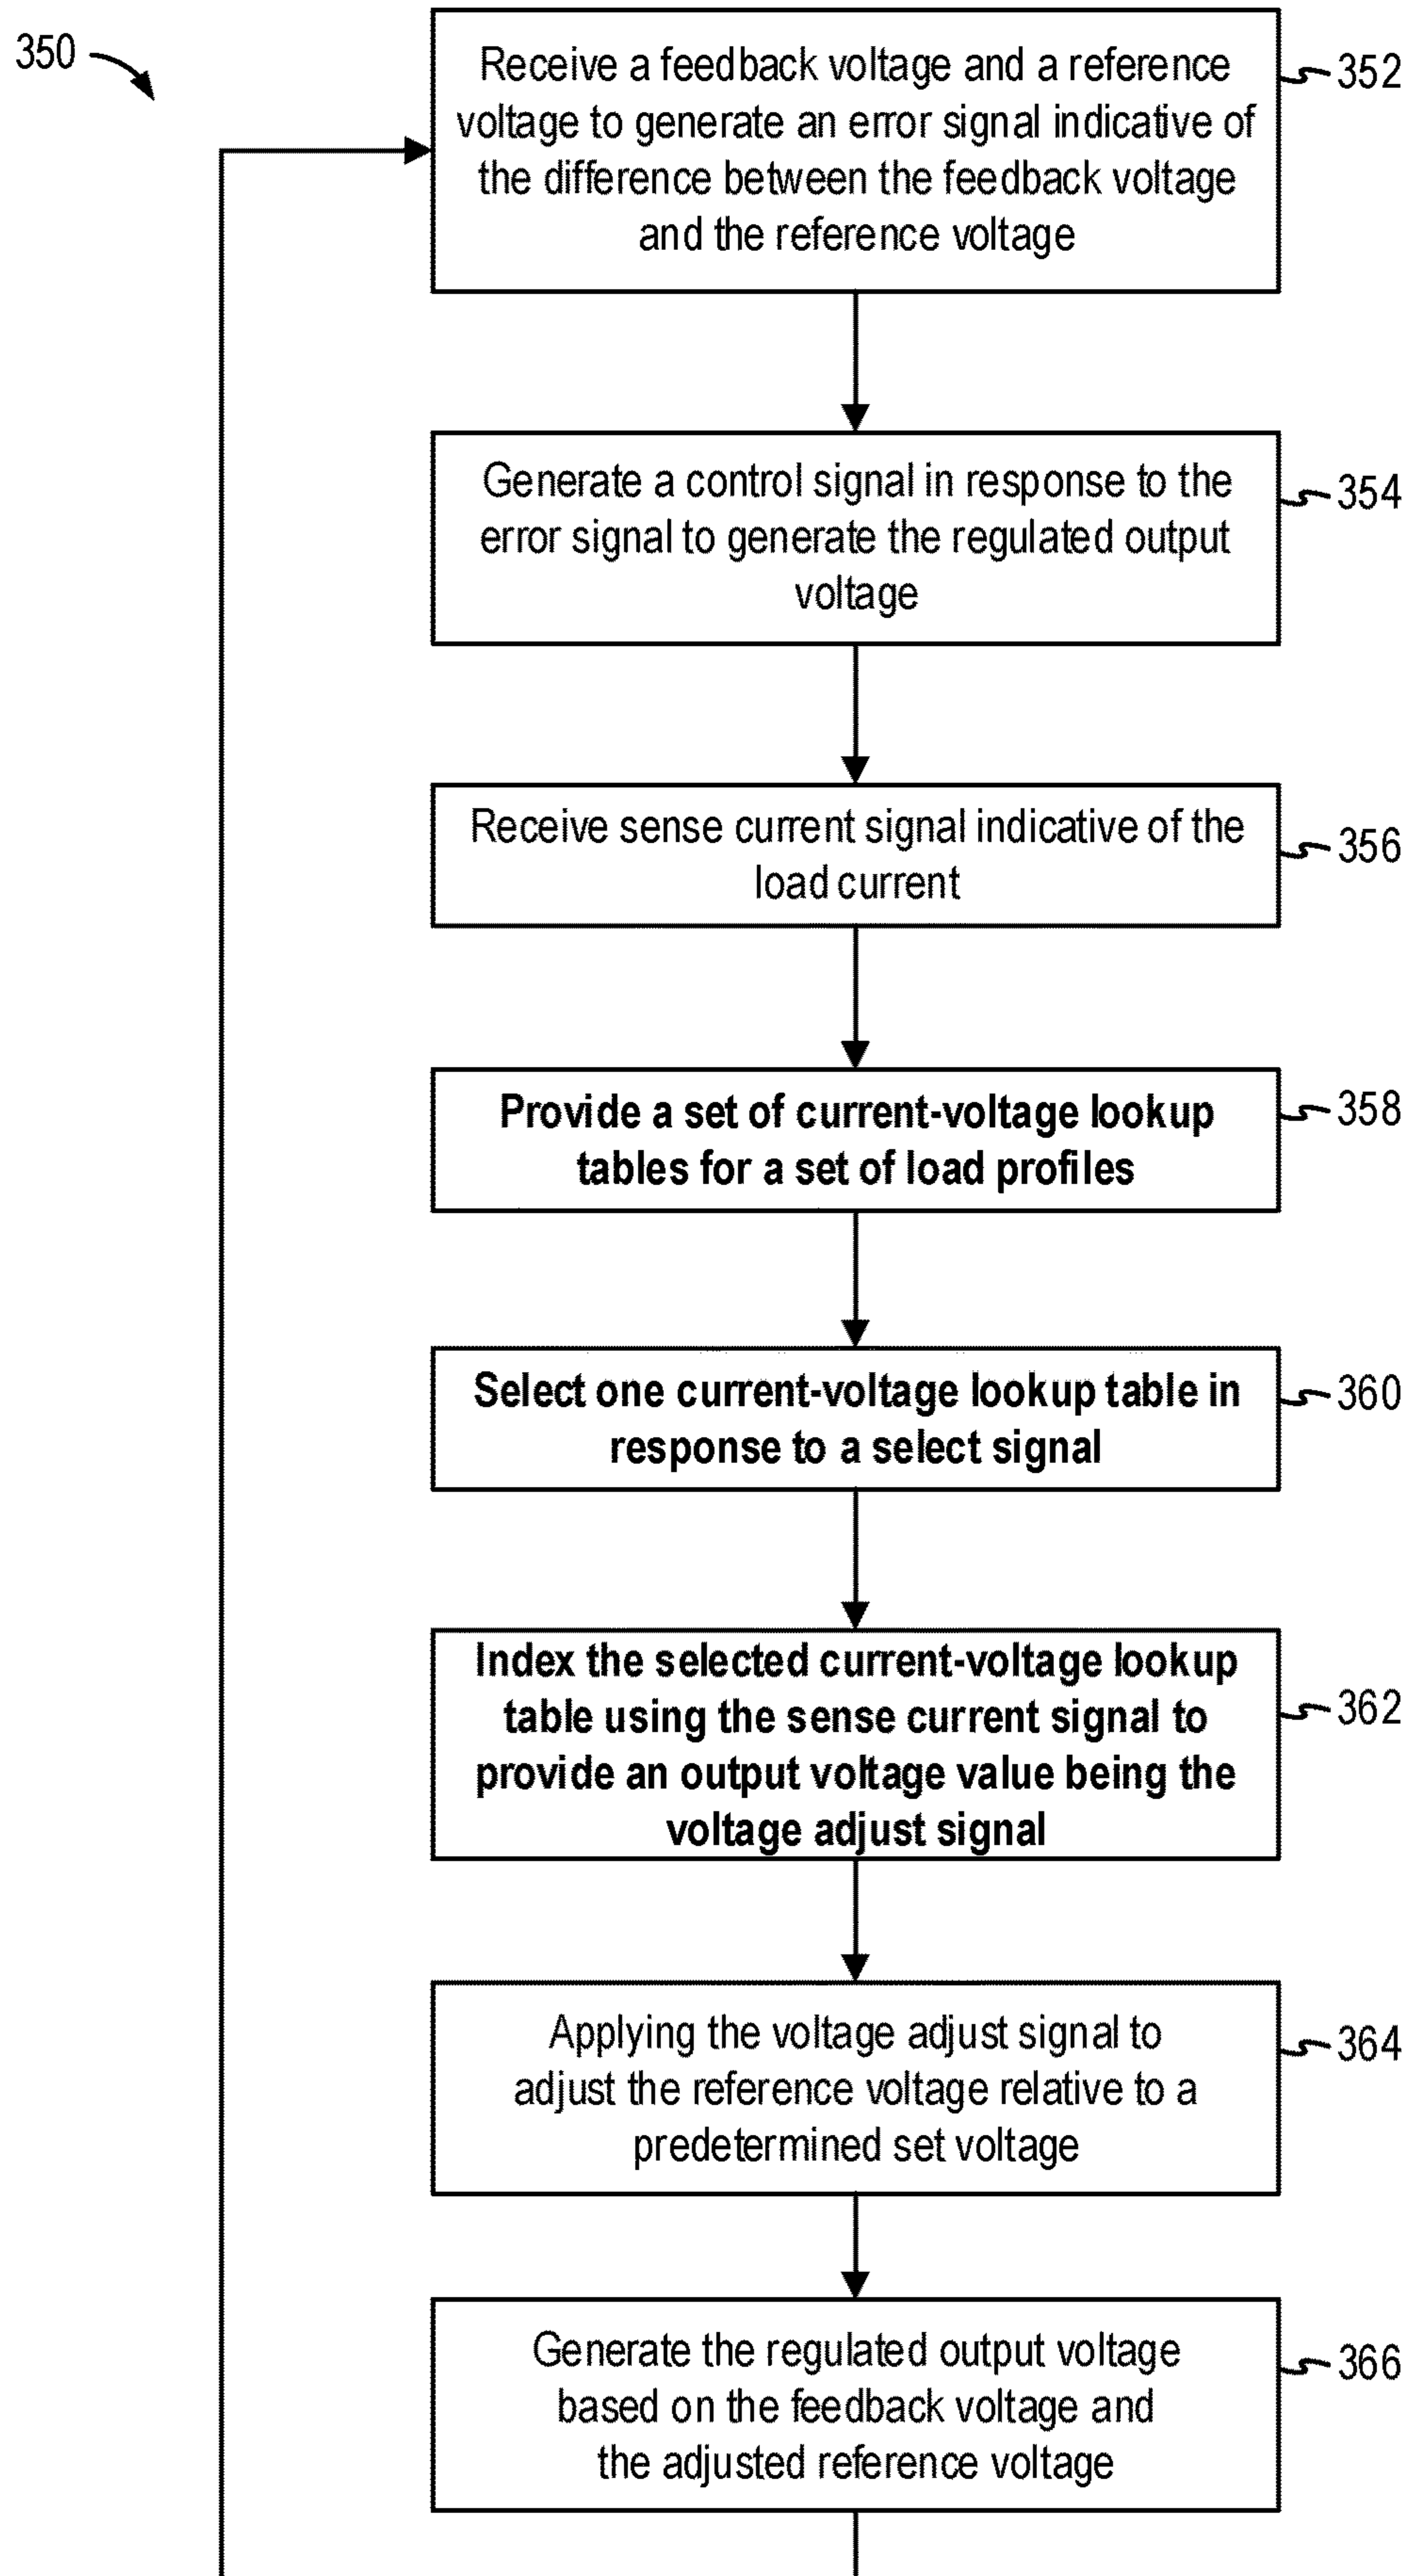 350
Receive a feedback voltage and a reference
voltage to generate an error signal indicative of
the difference between the feedback voltage
and the reference voltage
352
Generate a control signal in response to the
error signal to generate the regulated output
voltage
354
Receive sense current signal indicative of the
load current
356
Provide a set of current-voltage lookup
tables for a set of load profiles
358
Select one current-voltage lookup table in
response to a select signal
360
Index the selected current-voltage lookup
table using the sense current signal to
provide an output voltage value being the
voltage adjust signal
362
Applying the voltage adjust signal to
adjust the reference voltage relative to a
predetermined set voltage
364
Generate the regulated output voltage
based on the feedback voltage and
the adjusted reference voltage
366